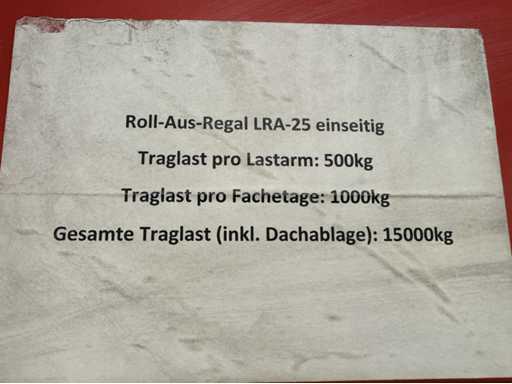 Roll-Aus-Regal LRA-25 einseitig
Traglast pro Lastarm: 500kg
Traglast pro Fachetage: 1000kg
Gesamte Traglast (inkl. Dachablage): 15000kg